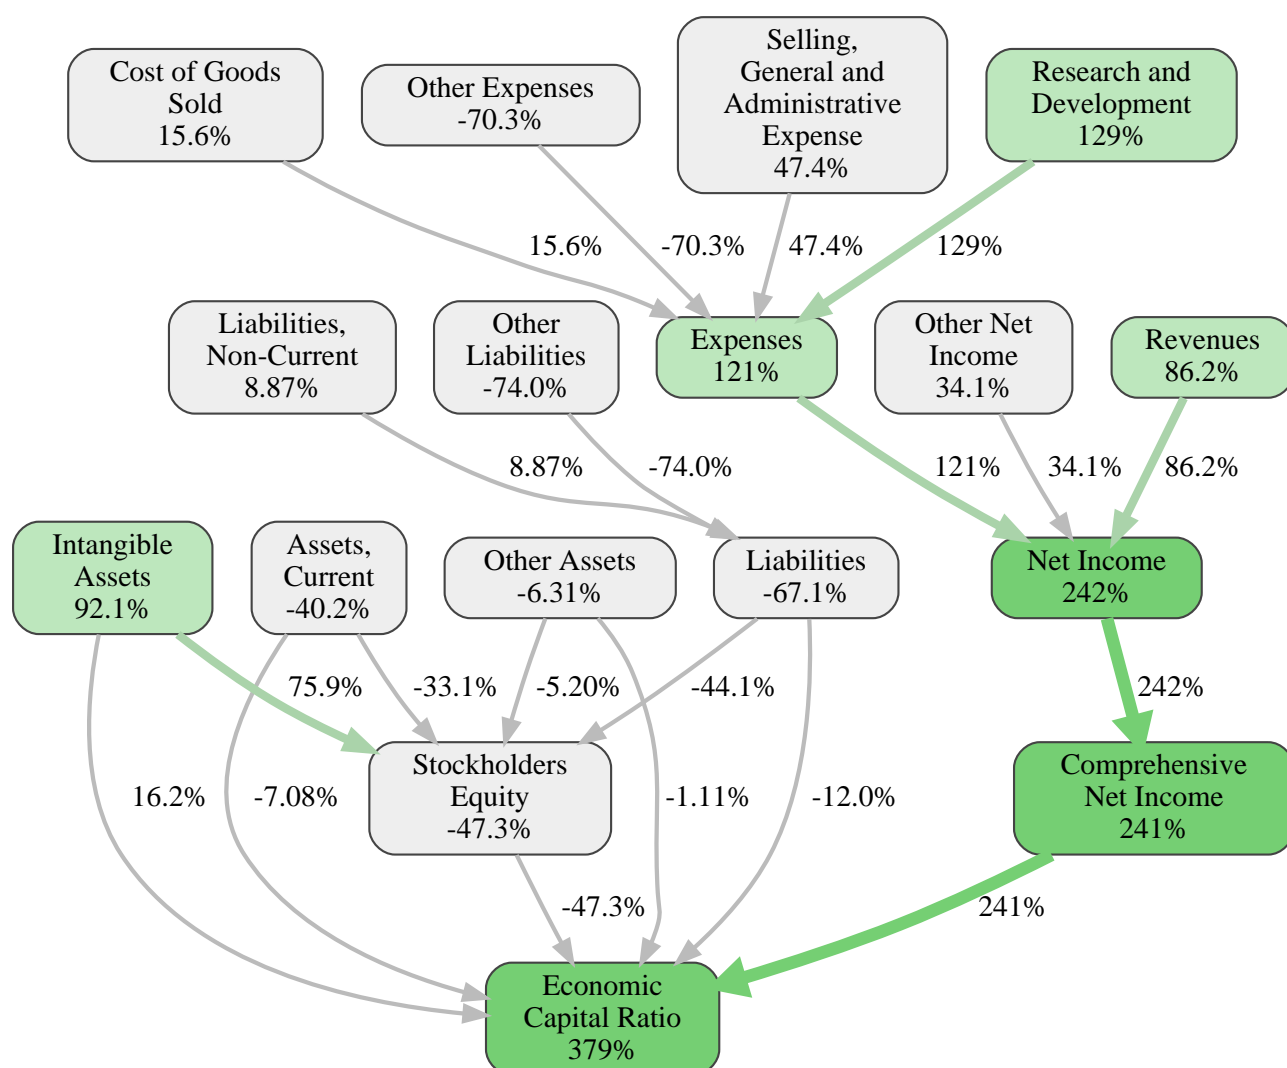 Cost of Goods
Sold
15.6%
Other Expenses
-70.3%
Selling,
General and
Administrative
Expense
47.4%
Research and
Development
129%
15.6%
-70.3%
47.4%
129%
Liabilities,
Non-Current
8.87%
Other
Liabilities
-74.0%
Expenses
121%
Other Net
Income
34.1%
Revenues
86.2%
8.87%
-74.0%
121%
34.1%
86.2%
Intangible
Assets
92.1%
Assets,
Current
-40.2%
Other Assets
-6.31%
Liabilities
-67.1%
Net Income
242%
75.9%
-33.1%
-5.20%
-44.1%
242%
Stockholders
Equity
-47.3%
Comprehensive
Net Income
241%
16.2%
-7.08%
-1.11%
-12.0%
-47.3%
241%
Economic
Capital Ratio
379%